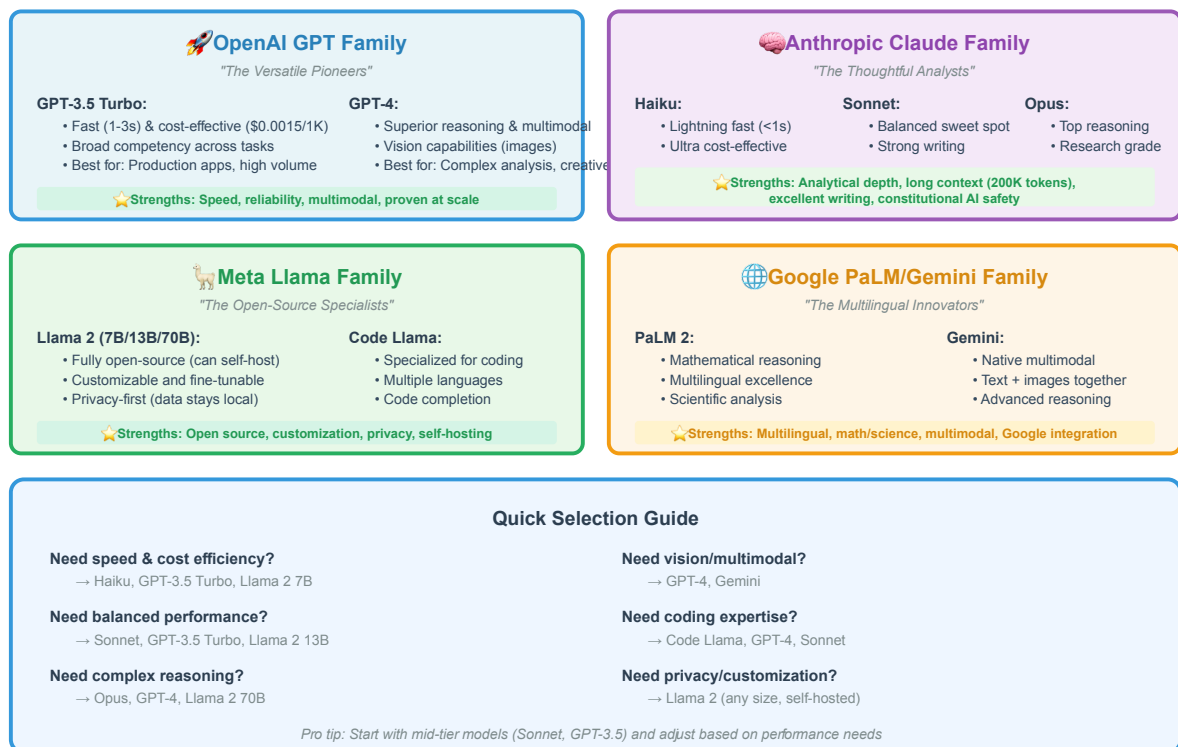 OpenAI GPT Family
"The Versatile Pioneers"
GPT-3.5 Turbo:
• Fast (1-3s) & cost-effective ($0.0015/1K)
• Broad competency across tasks
• Best for: Production apps, high volume
GPT-4:
• Superior reasoning & multimodal
• Vision capabilities (images)
• Best for: Complex analysis, creative
Strengths: Speed, reliability, multimodal, proven at scale
Anthropic Claude Family
"The Thoughtful Analysts"
Haiku:
• Lightning fast (<1s)
• Ultra cost-effective
Sonnet:
• Balanced sweet spot
• Strong writing
Opus:
• Top reasoning
• Research grade
Strengths: Analytical depth, long context (200K tokens),
excellent writing, constitutional AI safety
Meta Llama Family
"The Open-Source Specialists"
Llama 2 (7B/13B/70B):
• Fully open-source (can self-host)
• Customizable and fine-tunable
• Privacy-first (data stays local)
Code Llama:
• Specialized for coding
• Multiple languages
• Code completion
Strengths: Open source, customization, privacy, self-hosting
Google PaLM/Gemini Family
"The Multilingual Innovators"
PaLM 2:
• Mathematical reasoning
• Multilingual excellence
• Scientific analysis
Gemini:
• Native multimodal
• Text + images together
• Advanced reasoning
Strengths: Multilingual, math/science, multimodal, Google integration
Quick Selection Guide
Need speed & cost efficiency?
→ Haiku, GPT-3.5 Turbo, Llama 2 7B
Need balanced performance?
→ Sonnet, GPT-3.5 Turbo, Llama 2 13B
Need complex reasoning?
→ Opus, GPT-4, Llama 2 70B
Need vision/multimodal?
→ GPT-4, Gemini
Need coding expertise?
→ Code Llama, GPT-4, Sonnet
Need privacy/customization?
→ Llama 2 (any size, self-hosted)
Pro tip: Start with mid-tier models (Sonnet, GPT-3.5) and adjust based on performance needs